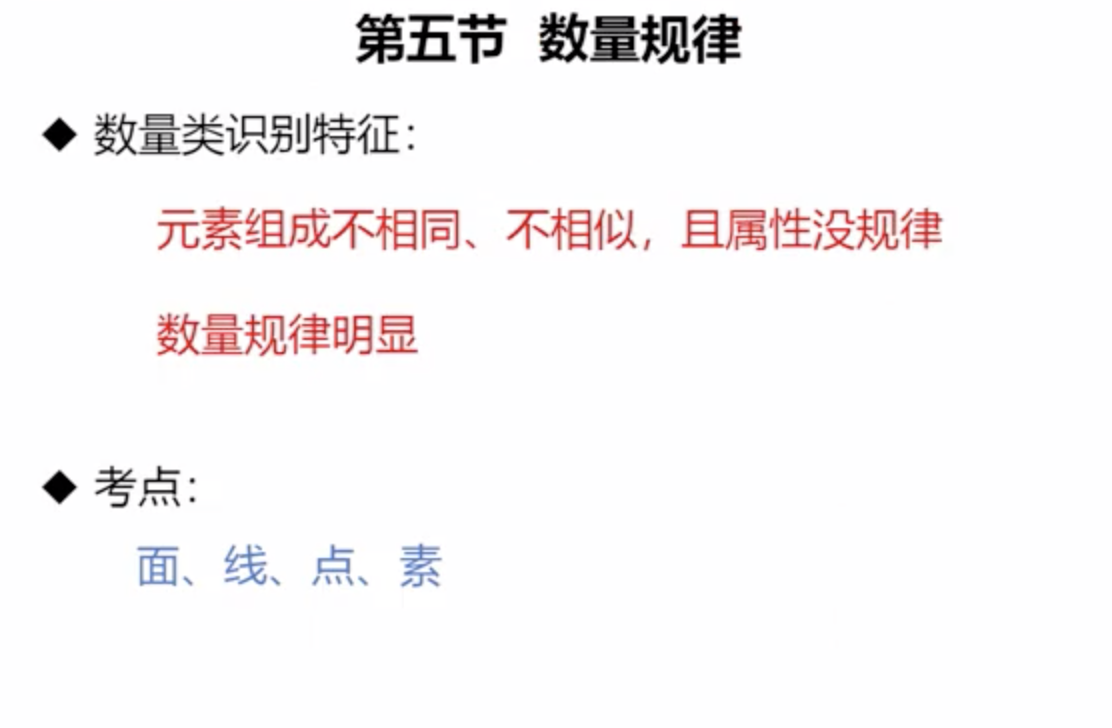 第五节 数量规律
◆ 数量类识别特征：
元素组成不相同、不相似，且属性没规律
数量规律明显
◆ 考点：
面、线、点、素